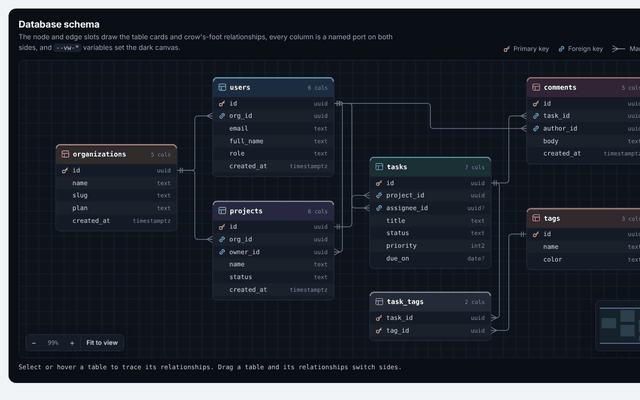 Database schema
The node and edge slots draw the table cards and crow's-foot relationships, every column is a named port on both
sides, and --vw-* variables set the dark canvas.
Primary key
Foreign key
organizations 5 cols
id uuid
name text
slug text
plan text
created_at timestamptz
users 6 cols
id uuid
org_id uuid
email text
full_name text
role text
created_at timestamptz
projects 6 cols
id uuid
org_id uuid
owner_id uuid
name text
status text
created_at timestamptz
tasks 7 cols
id uuid
project_id uuid
assignee_id uuid?
title text
status text
priority int2
due_on date?
task_tags 2 cols
task_id uuid
tag_id uuid
comments 5 cols
id uuid
task_id uuid
author_id uuid
body text
created_at timestamptz
tags 3 cols
id uuid
name text
color text
− 99% + Fit to view
Select or hover a table to trace its relationships. Drag a table and its relationships switch sides.